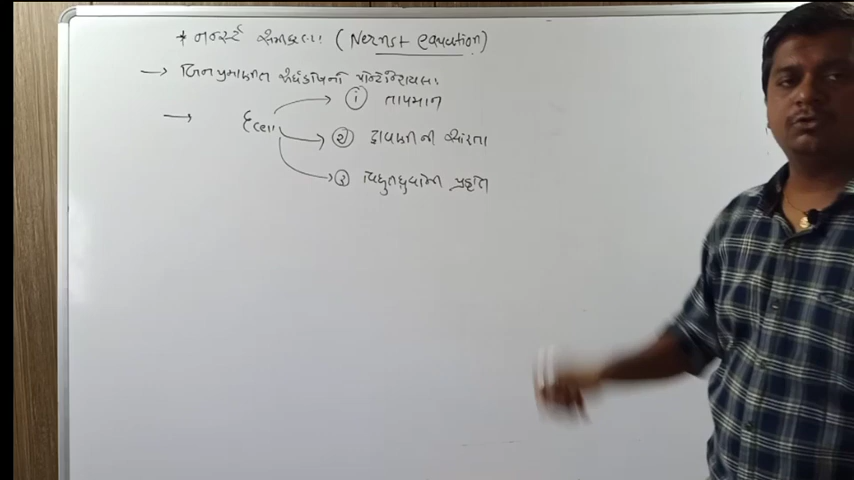 * નર્ન્સ્ટ સમીકરણ: (Nernst equation)
→ બિનપ્રમાણિત અર્ધકોષનો પોટેન્શિયલ:
→ Ecell → ① તાપમાન
→ ② દ્રાવણની સાંદ્રતા
→ ③ વિદ્યુતધ્રુવોની પ્રકૃતિ